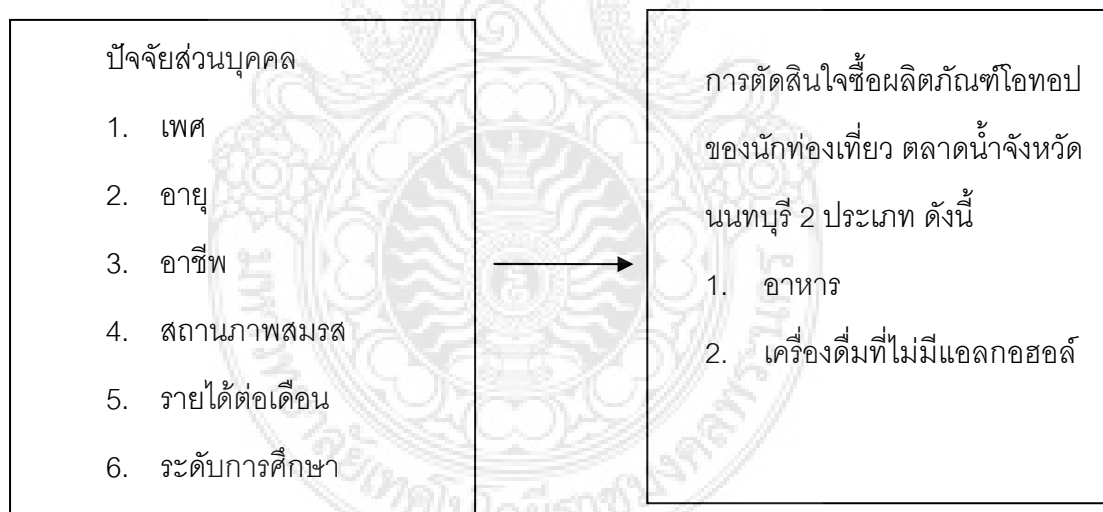 ปัจจัยส่วนบุคคล
1. เพศ
2. อายุ
3. อาชีพ
4. สถานภาพสมรส
5. รายได้ต่อเดือน
6. ระดับการศึกษา
การตัดสินใจซื้อผลิตภัณฑ์โอทอป
ของนักท่องเที่ยว ตลาดน้ำจังหวัด
นนทบุรี 2 ประเภท ดังนี้
1. อาหาร
2. เครื่องดื่มที่ไม่มีแอลกอฮอล์